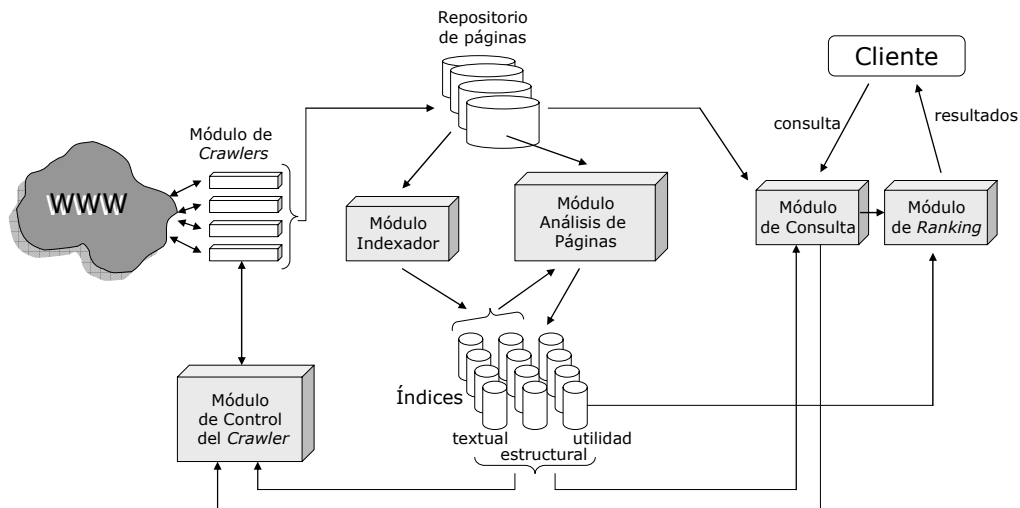 Repositorio
de páginas
Cliente
consulta
resultados
Módulo de
Crawlers
WWW
Módulo
Indexador
Módulo
Análisis de
Páginas
Módulo
de Consulta
Módulo
de Ranking
Módulo
de Control
del Crawler
Índices
textual
utilidad
estructural